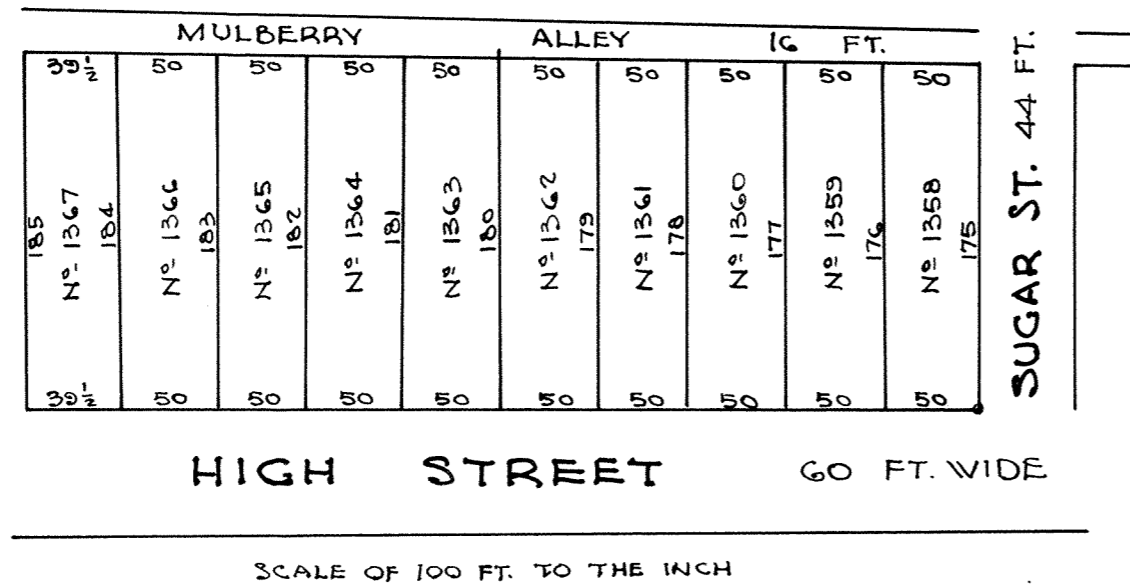 MULBERRY ALLEY 16 FT.
39½ 50 50 50 50 50 50 50 50 50
185 Nº 1367 184 Nº 1366 183 Nº 1365 182 Nº 1364 181 Nº 1363 180 Nº 1362 179 Nº 1361 178 Nº 1360 177 Nº 1359 176 Nº 1358 175
39½ 50 50 50 50 50 50 50 50 50
SUGAR ST. 44 FT.
HIGH STREET 60 FT. WIDE
SCALE OF 100 FT. TO THE INCH